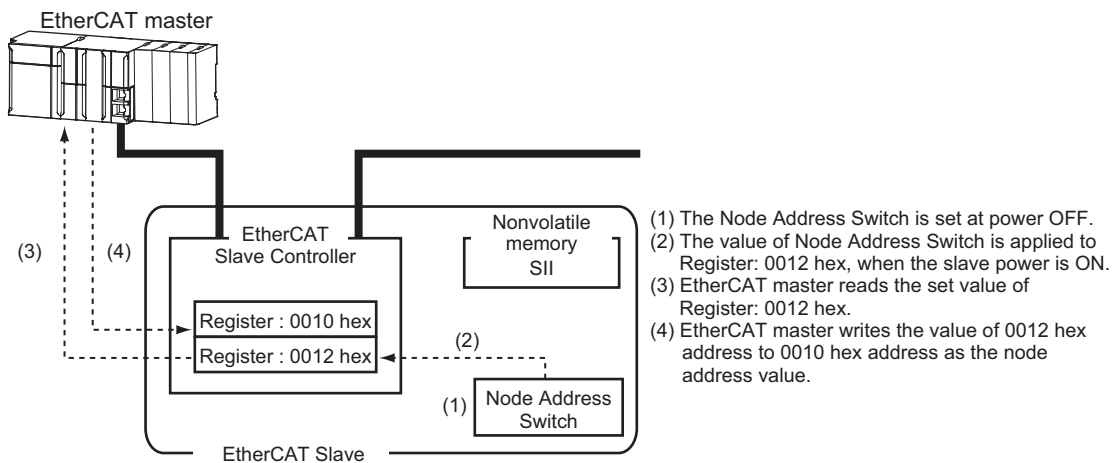 EtherCAT master
(3)
(4)
EtherCAT
Slave Controller
Register : 0010 hex
Register : 0012 hex
Nonvolatile
memory
SII
(2)
(1)
Node Address
Switch
EtherCAT Slave
(1) The Node Address Switch is set at power OFF.
(2) The value of Node Address Switch is applied to
Register: 0012 hex, when the slave power is ON.
(3) EtherCAT master reads the set value of
Register: 0012 hex.
(4) EtherCAT master writes the value of 0012 hex
address to 0010 hex address as the node
address value.